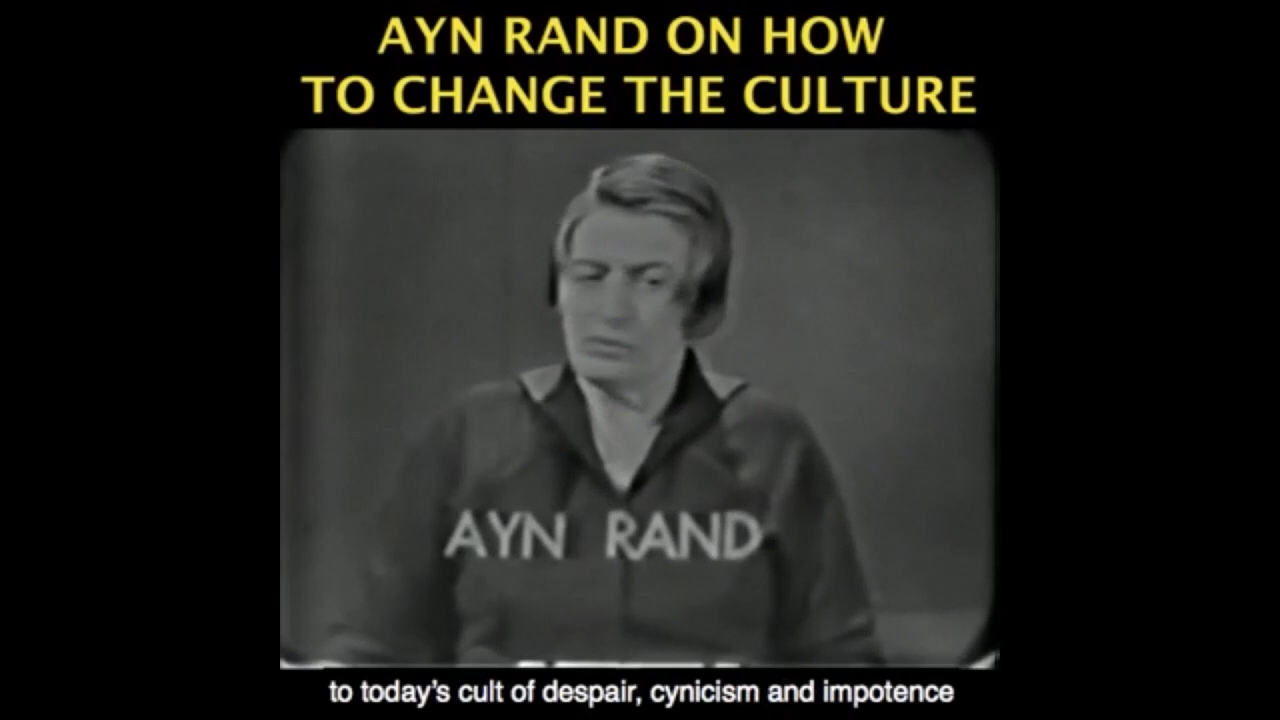 AYN RAND ON HOW
TO CHANGE THE CULTURE
AYN RAND
to today's cult of despair, cynicism and impotence